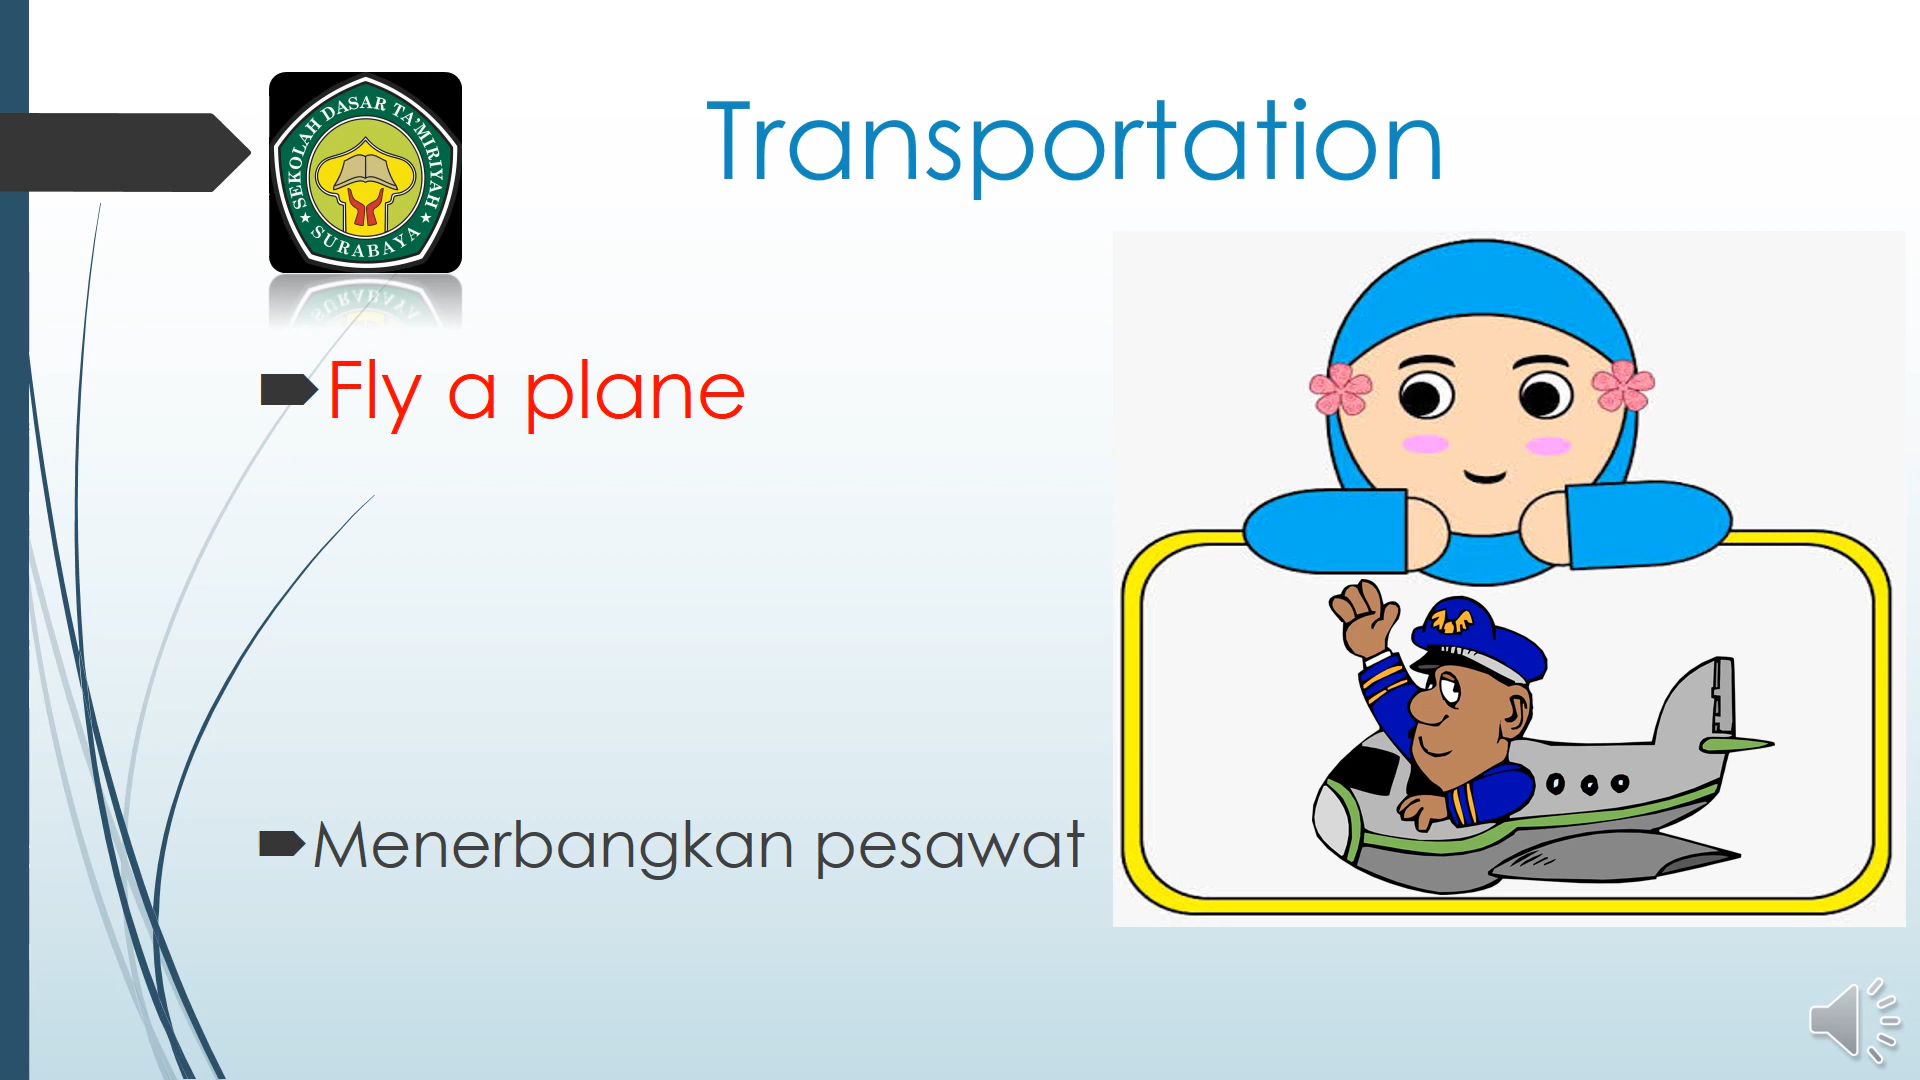 SEKOLAH DASAR TA'MIRIYAH
SURABAYA
Transportation
Fly a plane
Menerbangkan pesawat